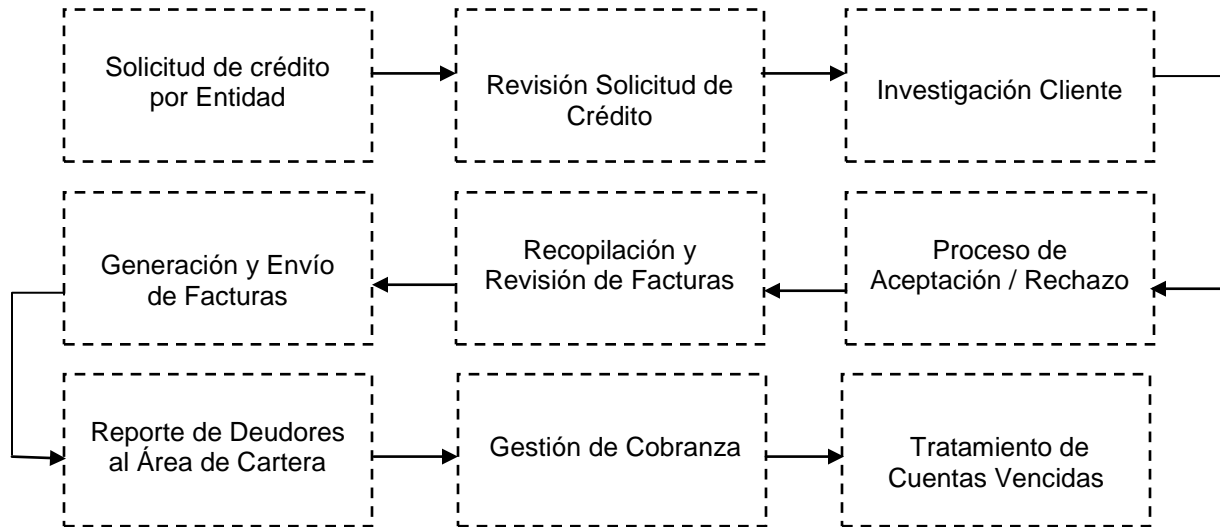 Solicitud de crédito
por Entidad
Revisión Solicitud de
Crédito
Investigación Cliente
Proceso de
Aceptación / Rechazo
Recopilación y
Revisión de Facturas
Generación y Envío
de Facturas
Reporte de Deudores
al Área de Cartera
Gestión de Cobranza
Tratamiento de
Cuentas Vencidas